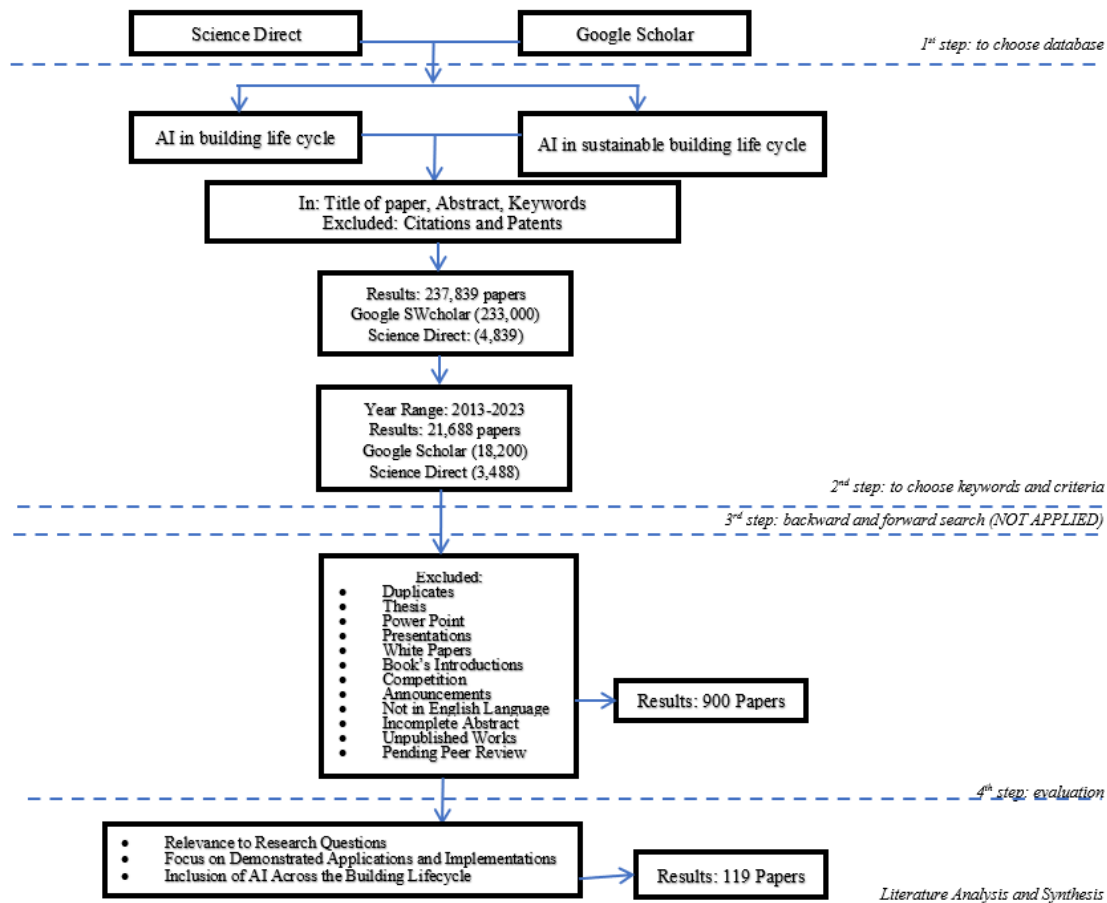 Science Direct
Google Scholar
1st step: to choose database
AI in building life cycle
AI in sustainable building life cycle
In: Title of paper, Abstract, Keywords
Excluded: Citations and Patents
Results: 237,839 papers
Google SWcholar (233,000)
Science Direct: (4,839)
Year Range: 2013-2023
Results: 21,688 papers
Google Scholar (18,200)
Science Direct (3,488)
2nd step: to choose keywords and criteria
3rd step: backward and forward search (NOT APPLIED)
Excluded:
• Duplicates
• Thesis
• Power Point
• Presentations
• White Papers
• Book's Introductions
• Competition
• Announcements
• Not in English Language
• Incomplete Abstract
• Unpublished Works
• Pending Peer Review
Results: 900 Papers
4th step: evaluation
• Relevance to Research Questions
• Focus on Demonstrated Applications and Implementations
• Inclusion of AI Across the Building Lifecycle
Results: 119 Papers
Literature Analysis and Synthesis